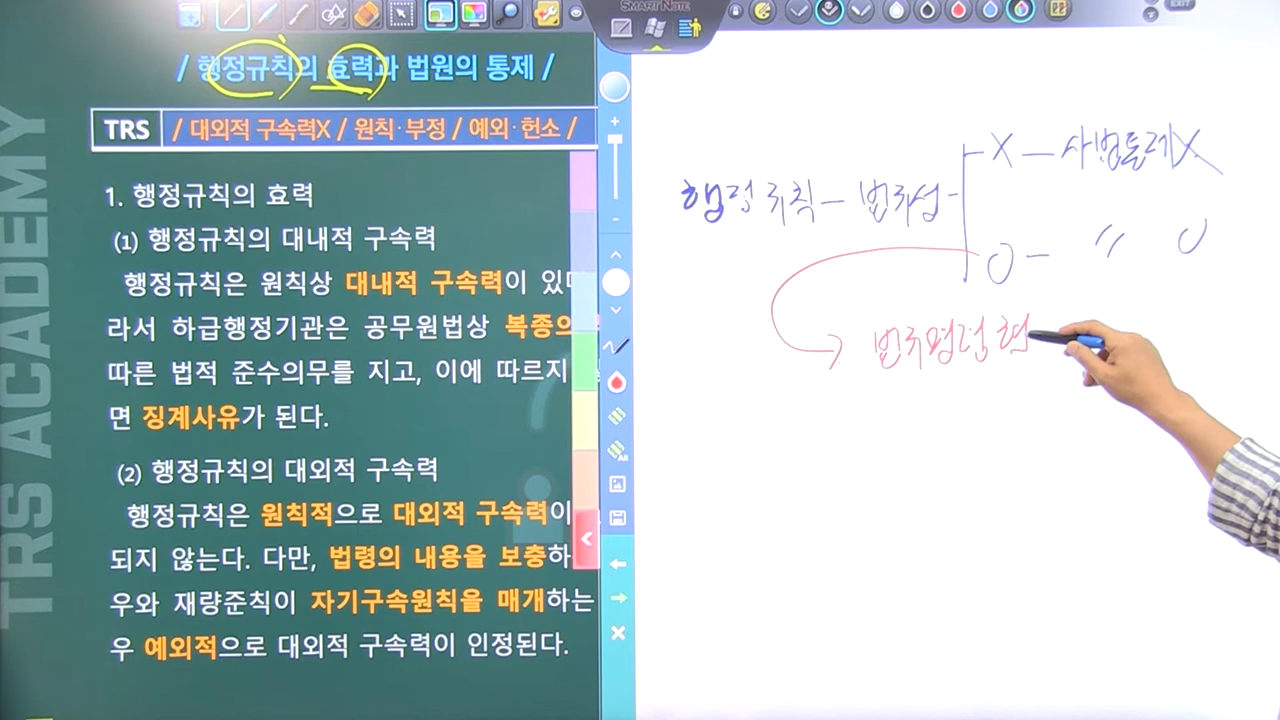 SMART NOTE
EXIT
/ 행정규칙의 효력과 법원의 통제 /
TRS / 대외적 구속력X / 원칙·부정 / 예외·헌소 /
1. 행정규칙의 효력
(1) 행정규칙의 대내적 구속력
행정규칙은 원칙상 대내적 구속력이 있
라서 하급행정기관은 공무원법상 복종의
따른 법적 준수의무를 지고, 이에 따르지
면 징계사유가 된다.
(2) 행정규칙의 대외적 구속력
행정규칙은 원칙적으로 대외적 구속력이
되지 않는다. 다만, 법령의 내용을 보충하
우와 재량준칙이 자기구속원칙을 매개하는
우 예외적으로 대외적 구속력이 인정된다.
TRS ACADEMY
All
X — 사법통제X
행정규칙 — 법규성
O — 〃 O
법규명령